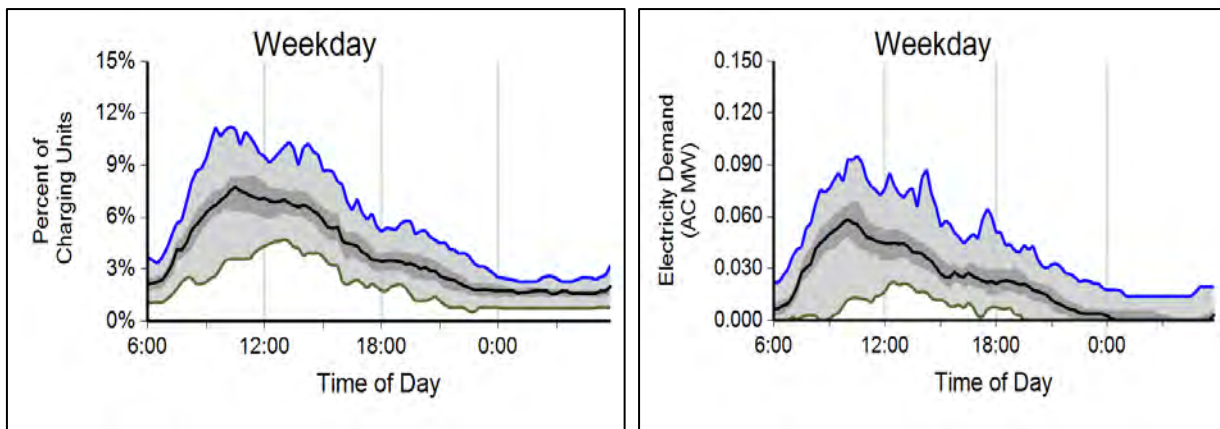 Weekday
15%
12%
9%
6%
3%
0%
Percent of
Charging Units
6:00 12:00 18:00 0:00
Time of Day
Weekday
0.150
0.120
0.090
0.060
0.030
0.000
Electricity Demand
(AC MW)
6:00 12:00 18:00 0:00
Time of Day